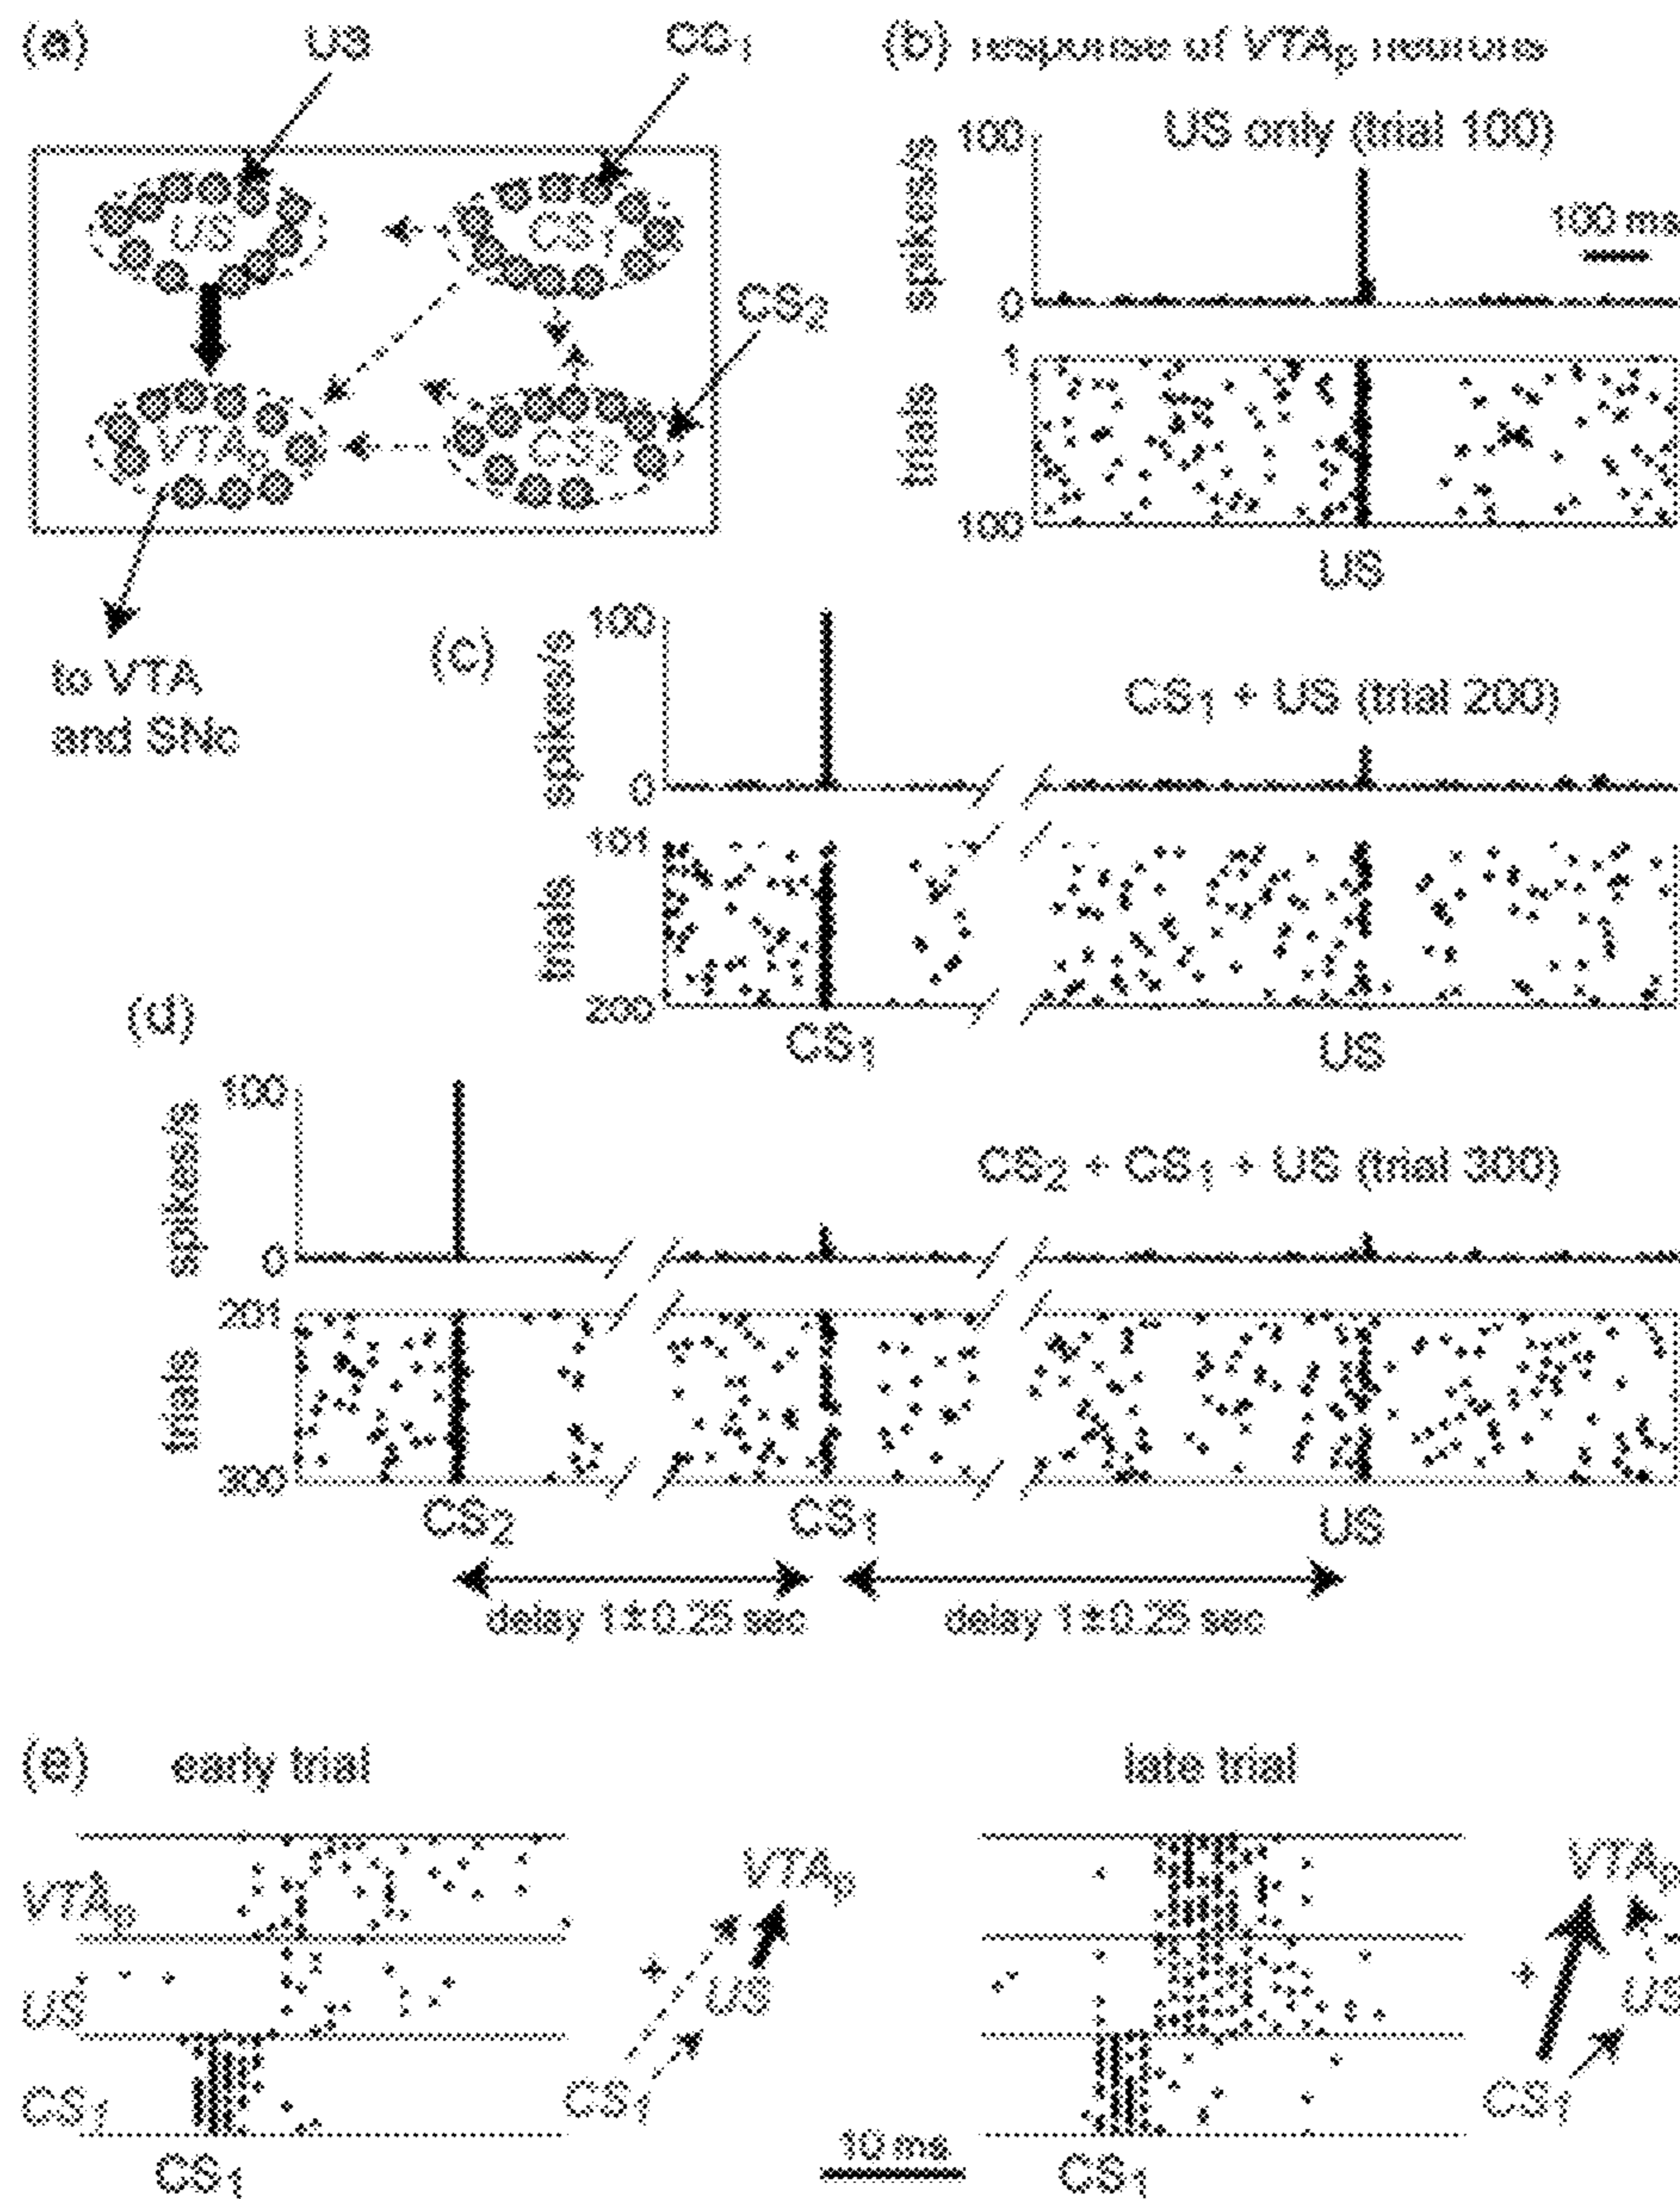 (a)
US
CS1
US
CS1
CS2
VTAp
CS2
to VTA
and SNc
(b) response of VTAp neurons
US only (trial 100)
100
spikes/s
100 ms
0
1
trials
100
US
(c)
100
spikes/s
CS1 + US (trial 200)
0
101
trials
200
CS1
US
(d)
100
spikes/s
CS2 + CS1 + US (trial 300)
0
201
trials
300
CS2
CS1
US
delay 1±0.25 sec
delay 1±0.25 sec
(e)
early trial
late trial
VTAp
US
CS1
CS1
VTAp
+
US
CS1
10 ms
CS1
VTAp
+
US
CS1